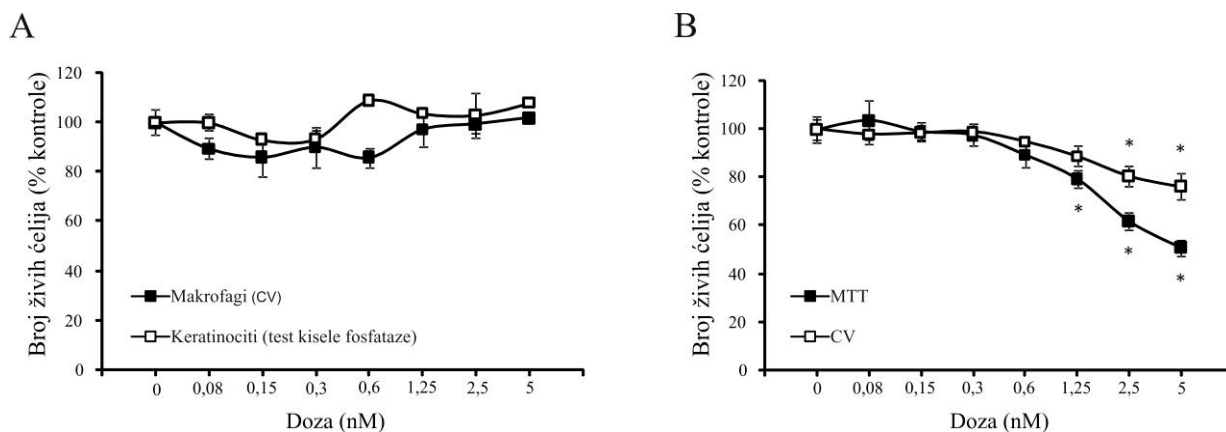 A
Broj živih ćelija (% kontrole)
120
100
80
60
40
20
0
Makrofagi (CV)
Keratinociti (test kisele fosfataze)
0 0,08 0,15 0,3 0,6 1,25 2,5 5
Doza (nM)
B
Broj živih ćelija (% kontrole)
120
100
80
60
40
20
0
* *
* * *
MTT
CV
0 0,08 0,15 0,3 0,6 1,25 2,5 5
Doza (nM)